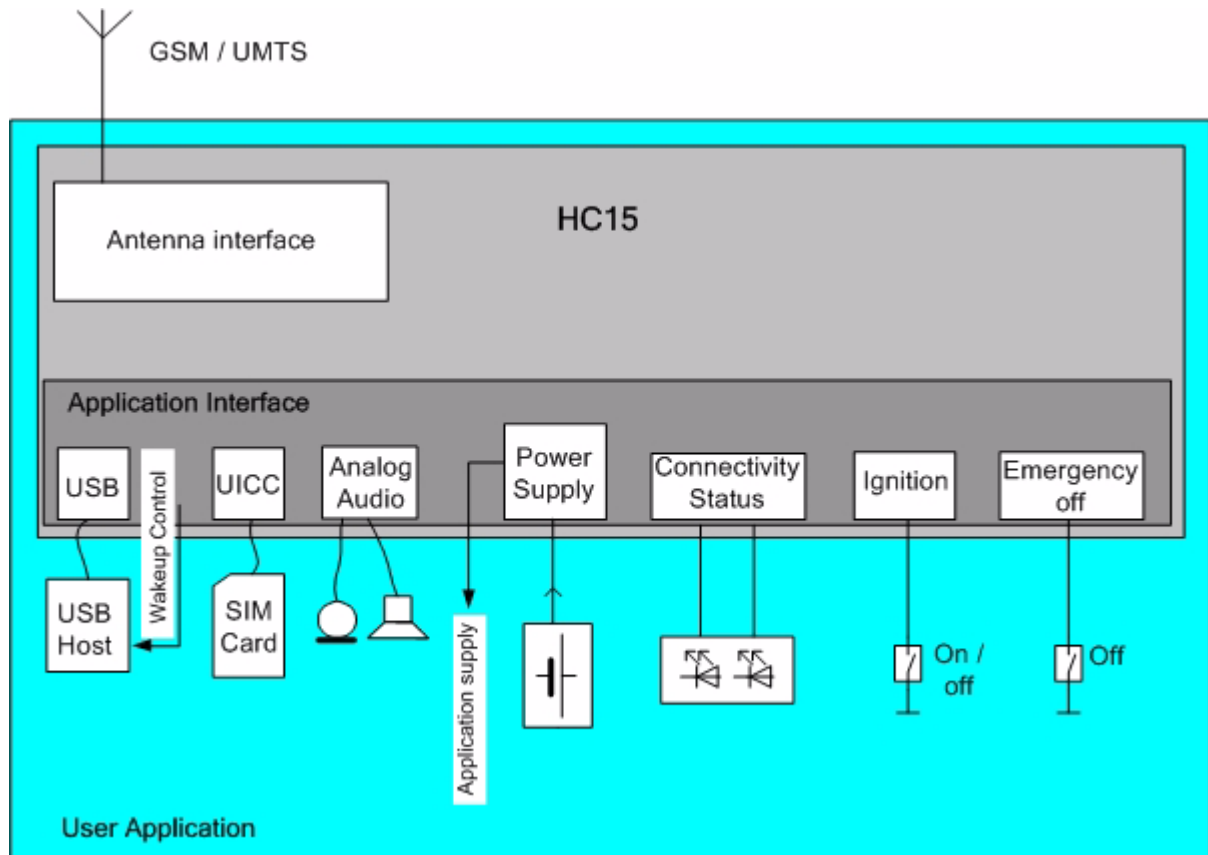 GSM / UMTS
HC15
Antenna interface
Application Interface
USB
Wakeup Control
UICC
Analog
Audio
Power
Supply
Connectivity
Status
Ignition
Emergency
off
USB
Host
SIM
Card
Application supply
On /
off
Off
User Application